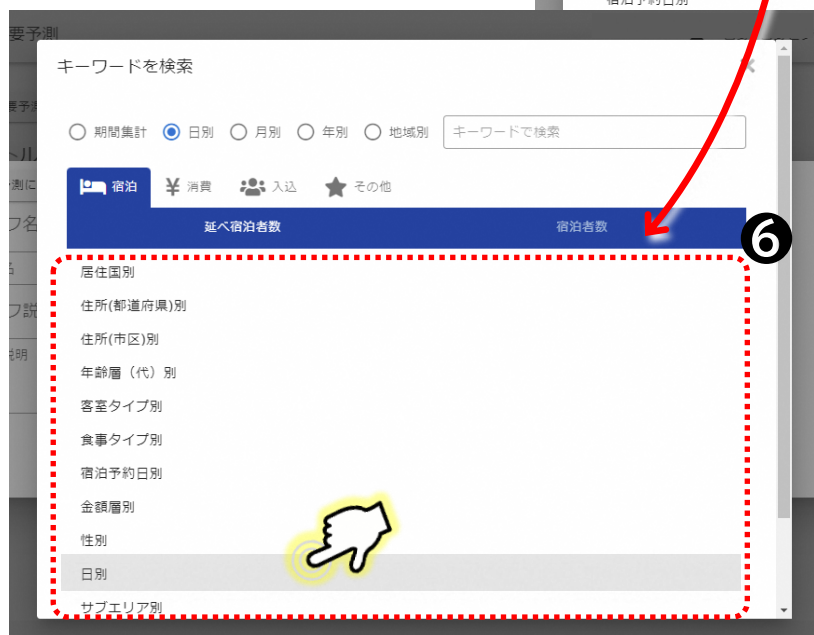 宿泊予約日別
要予測
キーワードを検索
期間集計 日別 月別 年別 地域別 キーワードで検索
宿泊 消費 入込 その他
延べ宿泊者数 宿泊者数
6
居住国別
住所(都道府県)別
住所(市区)別
年齢層（代）別
客室タイプ別
食事タイプ別
宿泊予約日別
金額層別
性別
日別
サブエリア別